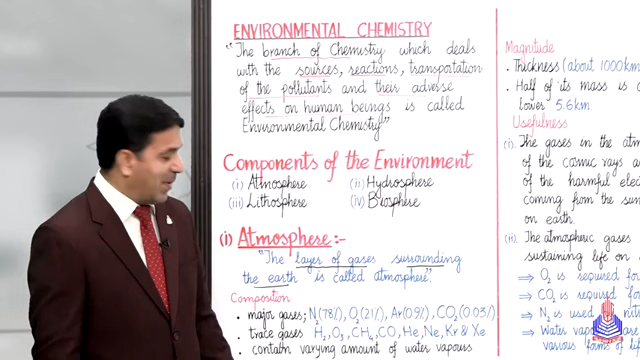 ENVIRONMENTAL CHEMISTRY
"The branch of Chemistry which deals
with the sources, reactions, transportation
of the pollutants and their adverse
effects on human beings is called
Environmental Chemistry"
Components of the Environment
(i) Atmosphere (ii) Hydrosphere
(iii) Lithosphere (iv) Biosphere
(i) Atmosphere :-
"The layer of gases surrounding
the earth is called atmosphere".
Composition
• major gases; N₂(78%) O₂(21%) Ar(0.9%), CO₂(0.03%)
• trace gases H₂, O₃, CH₄, CO, He, Ne, Kr & Xe
• contain varying amount of water vapours
Magnitude
• Thickness (about 1000km
• Half of its mass is c
lower 5.6km.
Usefulness
(i). The gases in the atm
of the cosmic rays a
of the harmful elec
coming from the sun
on earth.
(ii). The atmospheric gases
sustaining life on
⇒ O₂ is required fo
⇒ CO₂ is required for
⇒ N₂ is used nit
⇒ Water vapo are
various forms of li